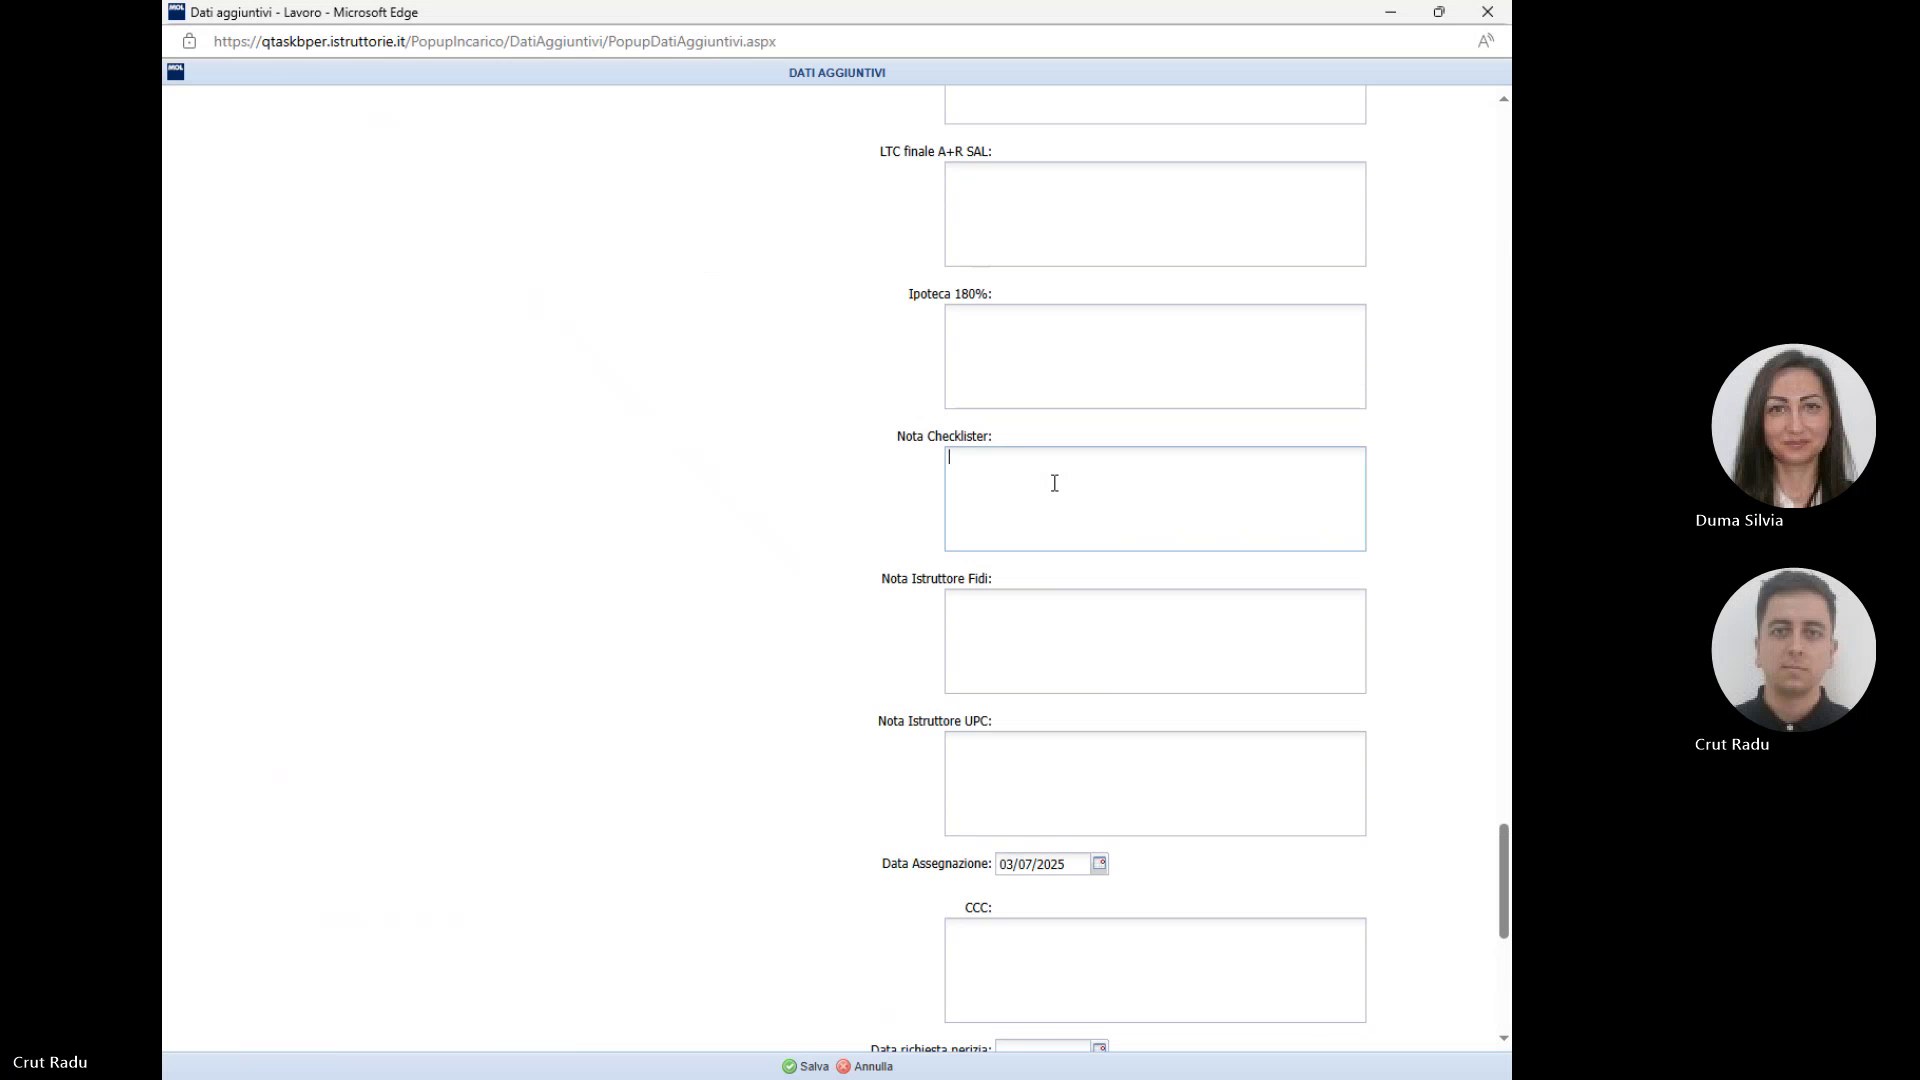 MOL Dati aggiuntivi - Lavoro - Microsoft Edge
https://qtaskbper.istruttorie.it/PopupIncarico/DatiAggiuntivi/PopupDatiAggiuntivi.aspx
MOL DATI AGGIUNTIVI
LTC finale A+R SAL:
Ipoteca 180%:
Nota Checklister:
Nota Istruttore Fidi:
Nota Istruttore UPC:
Data Assegnazione: 03/07/2025
CCC:
Data richiesta perizia:
Salva Annulla
Duma Silvia
Crut Radu
Crut Radu